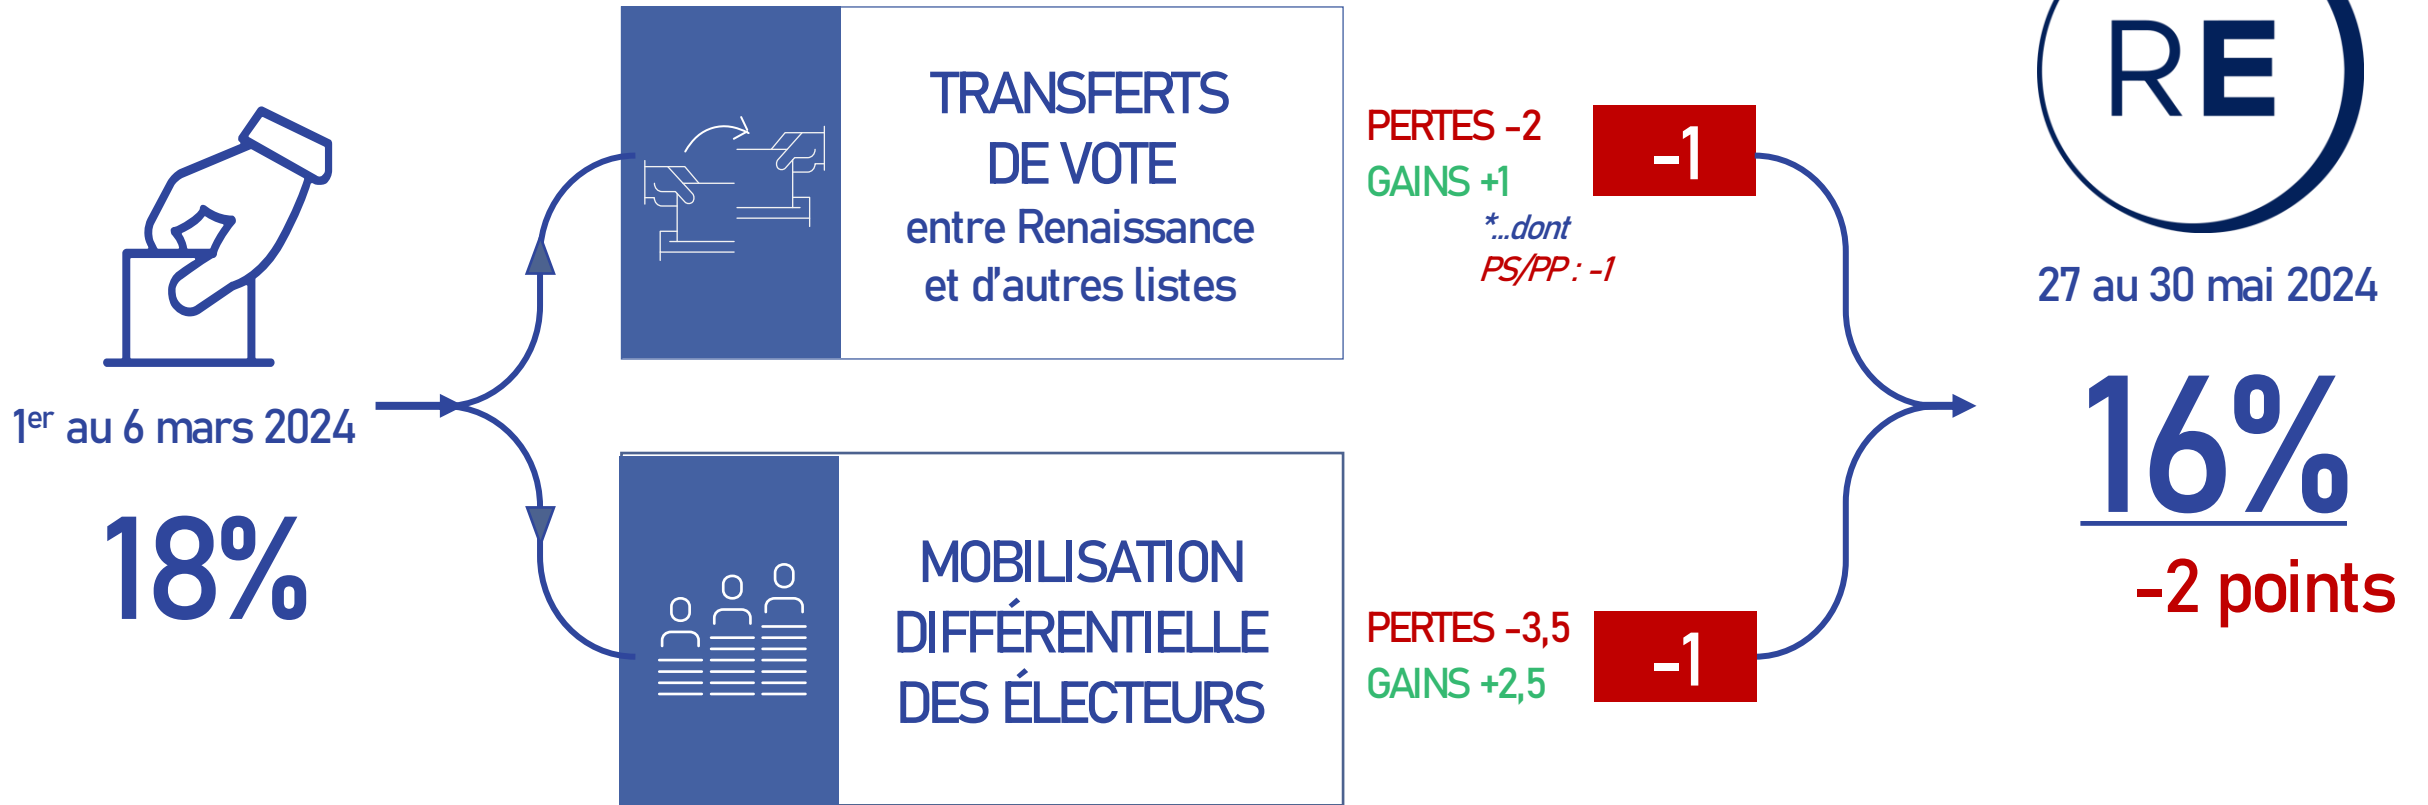 1er au 6 mars 2024
18%
TRANSFERTS
DE VOTE
entre Renaissance
et d'autres listes
PERTES -2
GAINS +1
*...dont
PS/PP : -1
-1
MOBILISATION
DIFFÉRENTIELLE
DES ÉLECTEURS
PERTES -3,5
GAINS +2,5
-1
RE
27 au 30 mai 2024
16%
-2 points